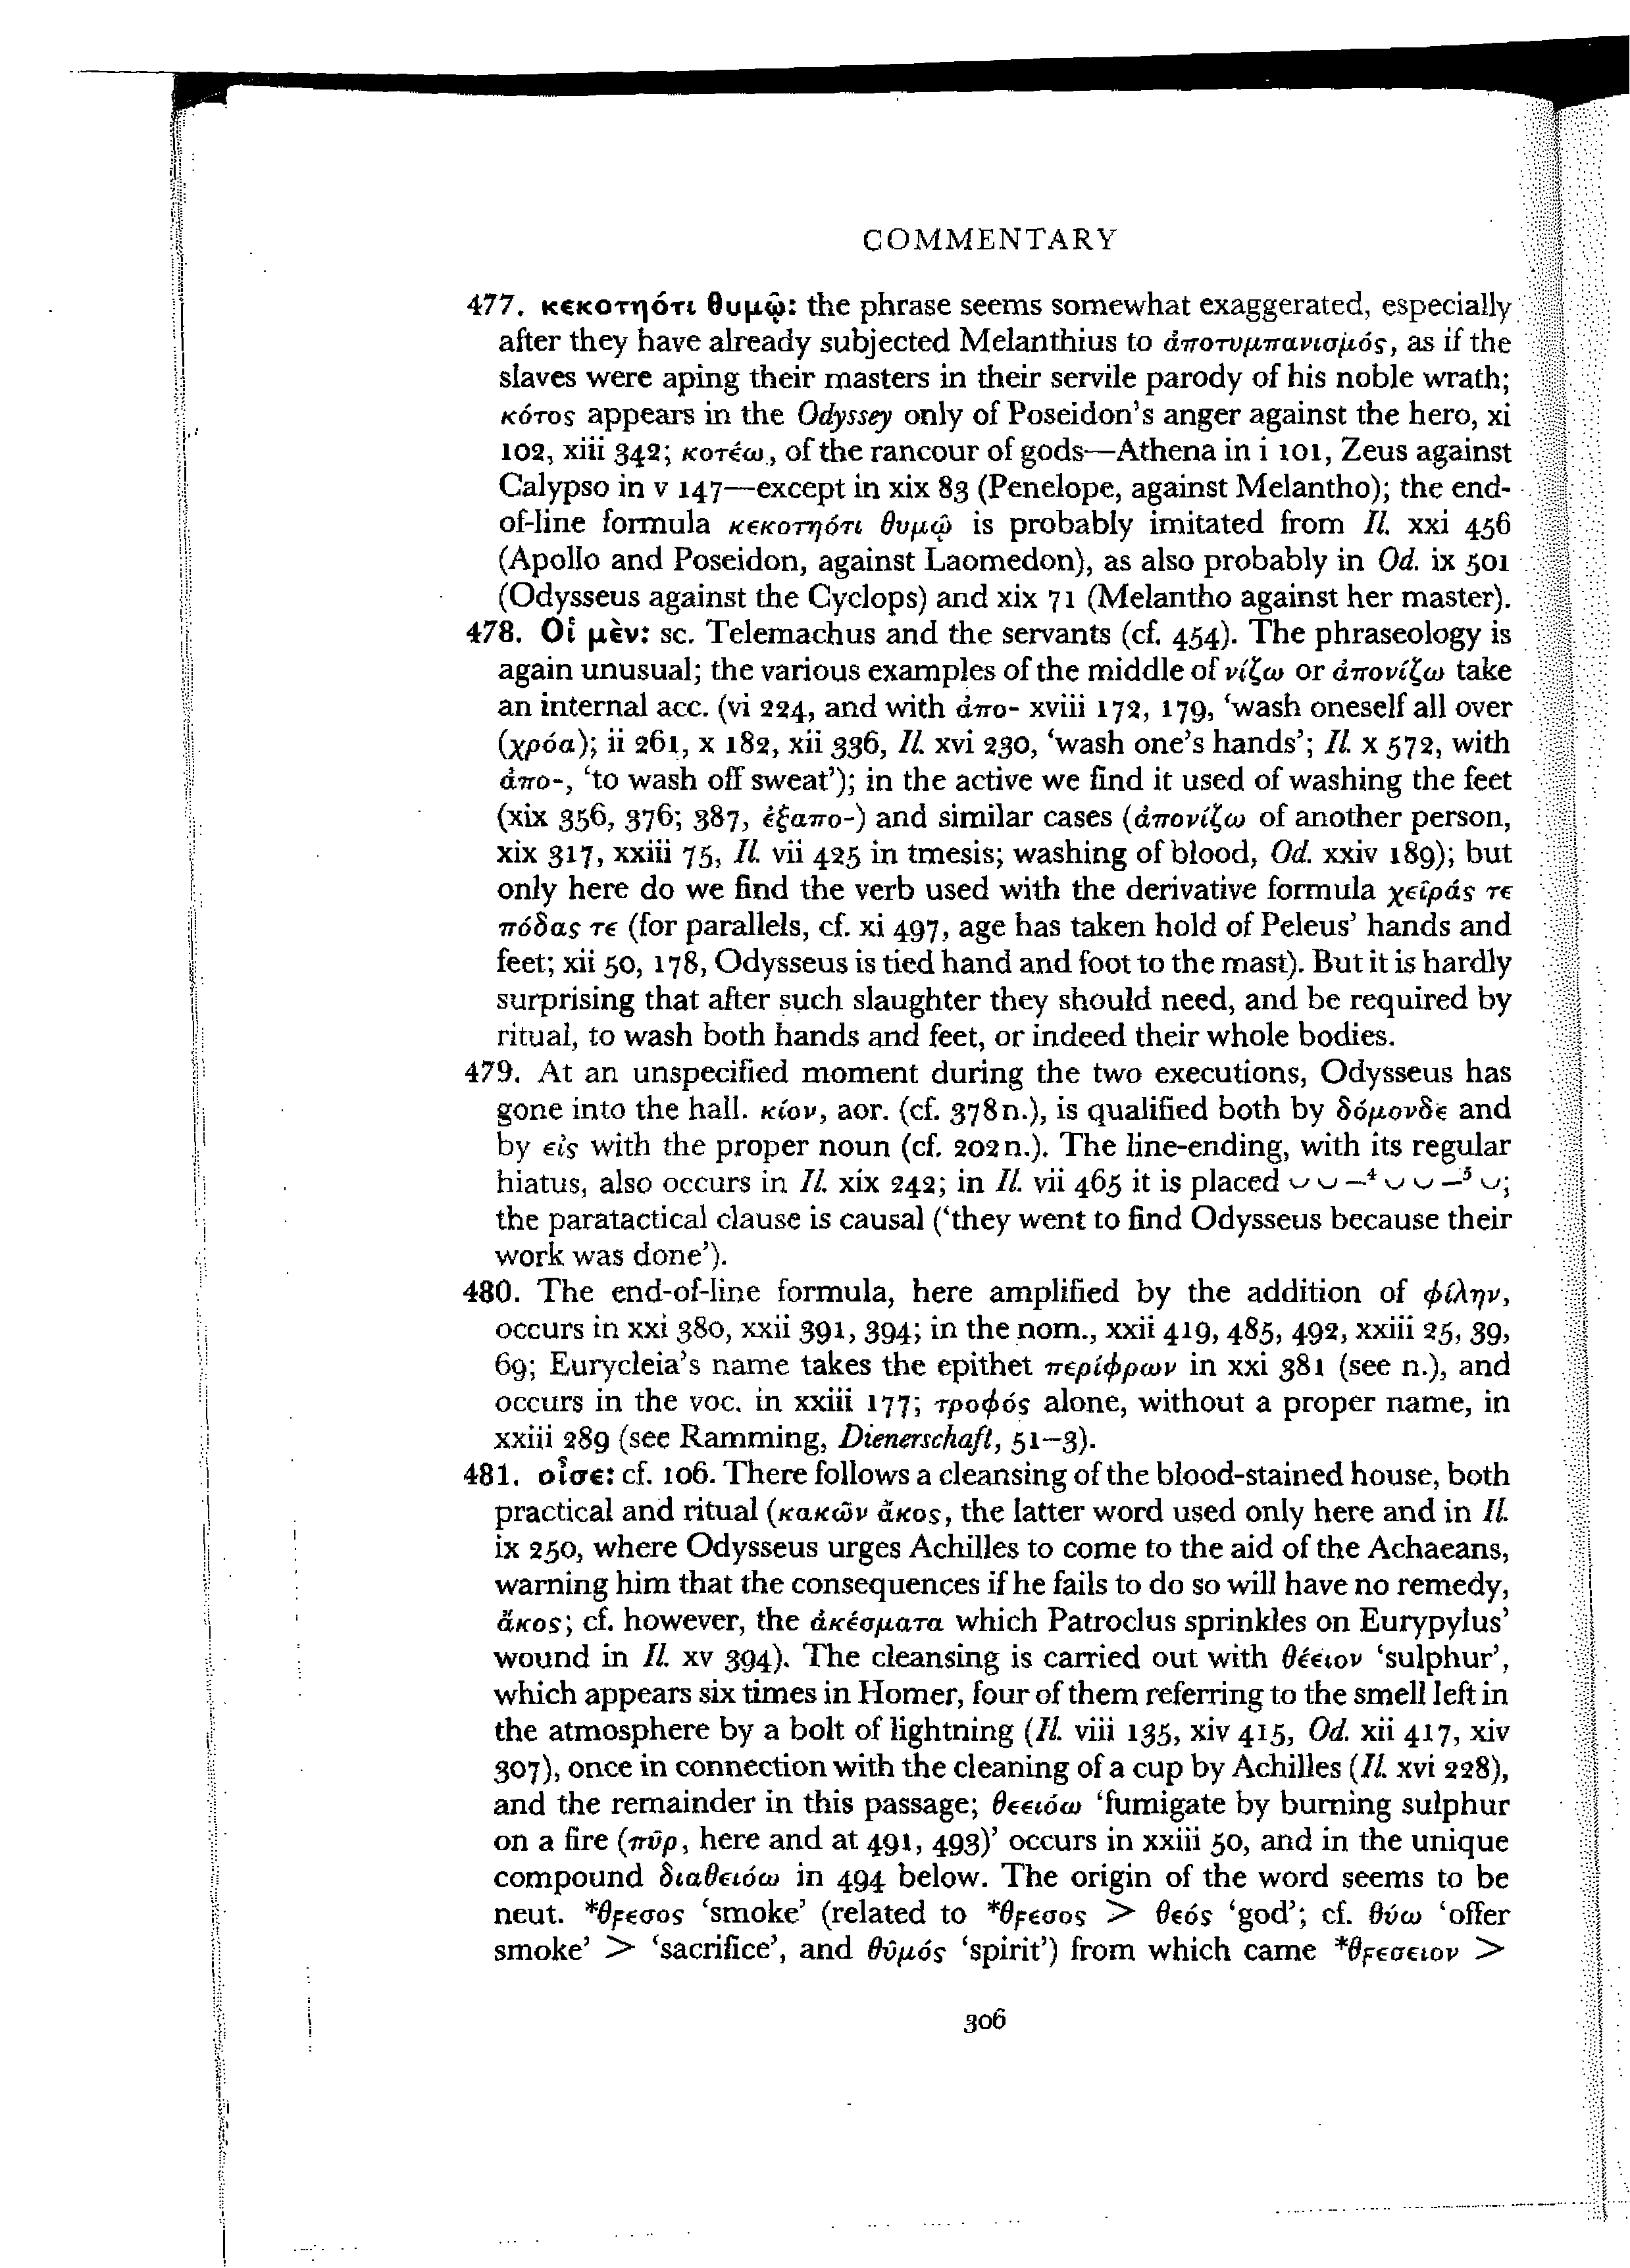 COMMENTARY
477. κεκοτηότι θυμῷ: the phrase seems somewhat exaggerated, especially
after they have already subjected Melanthius to ἀποτυμπανισμός, as if the
slaves were aping their masters in their servile parody of his noble wrath;
κότος appears in the Odyssey only of Poseidon's anger against the hero, xi
102, xiii 342; κοτέω, of the rancour of gods—Athena in i 101, Zeus against
Calypso in v 147—except in xix 83 (Penelope, against Melantho); the end-
of-line formula κεκοτηότι θυμῷ is probably imitated from Il. xxi 456
(Apollo and Poseidon, against Laomedon), as also probably in Od. ix 501
(Odysseus against the Cyclops) and xix 71 (Melantho against her master).
478. Οἱ μὲν: sc. Telemachus and the servants (cf. 454). The phraseology is
again unusual; the various examples of the middle of νίζω or ἀπονίζω take
an internal acc. (vi 224, and with ἀπο- xviii 172, 179, 'wash oneself all over
(χρόα); ii 261, x 182, xii 336, Il. xvi 230, 'wash one's hands'; Il. x 572, with
ἀπο-, 'to wash off sweat'); in the active we find it used of washing the feet
(xix 356, 376; 387, ἐξαπο-) and similar cases (ἀπονίζω of another person,
xix 317, xxiii 75, Il. vii 425 in tmesis; washing of blood, Od. xxiv 189); but
only here do we find the verb used with the derivative formula χεῖράς τε
πόδας τε (for parallels, cf. xi 497, age has taken hold of Peleus' hands and
feet; xii 50, 178, Odysseus is tied hand and foot to the mast). But it is hardly
surprising that after such slaughter they should need, and be required by
ritual, to wash both hands and feet, or indeed their whole bodies.
479. At an unspecified moment during the two executions, Odysseus has
gone into the hall. κίον, aor. (cf. 378 n.), is qualified both by δόμονδε and
by εἰς with the proper noun (cf. 202 n.). The line-ending, with its regular
hiatus, also occurs in Il. xix 242; in Il. vii 465 it is placed ⏑ ⏑ –⁴ ⏑ ⏑ –⁵ ⏑;
the paratactical clause is causal ('they went to find Odysseus because their
work was done').
480. The end-of-line formula, here amplified by the addition of φίλην,
occurs in xxi 380, xxii 391, 394; in the nom., xxii 419, 485, 492, xxiii 25, 39,
69; Eurycleia's name takes the epithet περίφρων in xxi 381 (see n.), and
occurs in the voc. in xxiii 177; τροφός alone, without a proper name, in
xxiii 289 (see Ramming, Dienerschaft, 51–3).
481. οἶσε: cf. 106. There follows a cleansing of the blood-stained house, both
practical and ritual (κακῶν ἄκος, the latter word used only here and in Il.
ix 250, where Odysseus urges Achilles to come to the aid of the Achaeans,
warning him that the consequences if he fails to do so will have no remedy,
ἄκος; cf. however, the ἀκέσματα which Patroclus sprinkles on Eurypylus'
wound in Il. xv 394). The cleansing is carried out with θέειον 'sulphur',
which appears six times in Homer, four of them referring to the smell left in
the atmosphere by a bolt of lightning (Il. viii 135, xiv 415, Od. xii 417, xiv
307), once in connection with the cleaning of a cup by Achilles (Il. xvi 228),
and the remainder in this passage; θεειόω 'fumigate by burning sulphur
on a fire (πῦρ, here and at 491, 493)' occurs in xxiii 50, and in the unique
compound διαθειόω in 494 below. The origin of the word seems to be
neut. *θϝεσος 'smoke' (related to *θϝεσος > θεός 'god'; cf. θύω 'offer
smoke' > 'sacrifice', and θῦμός 'spirit') from which came *θϝεσειον >
306